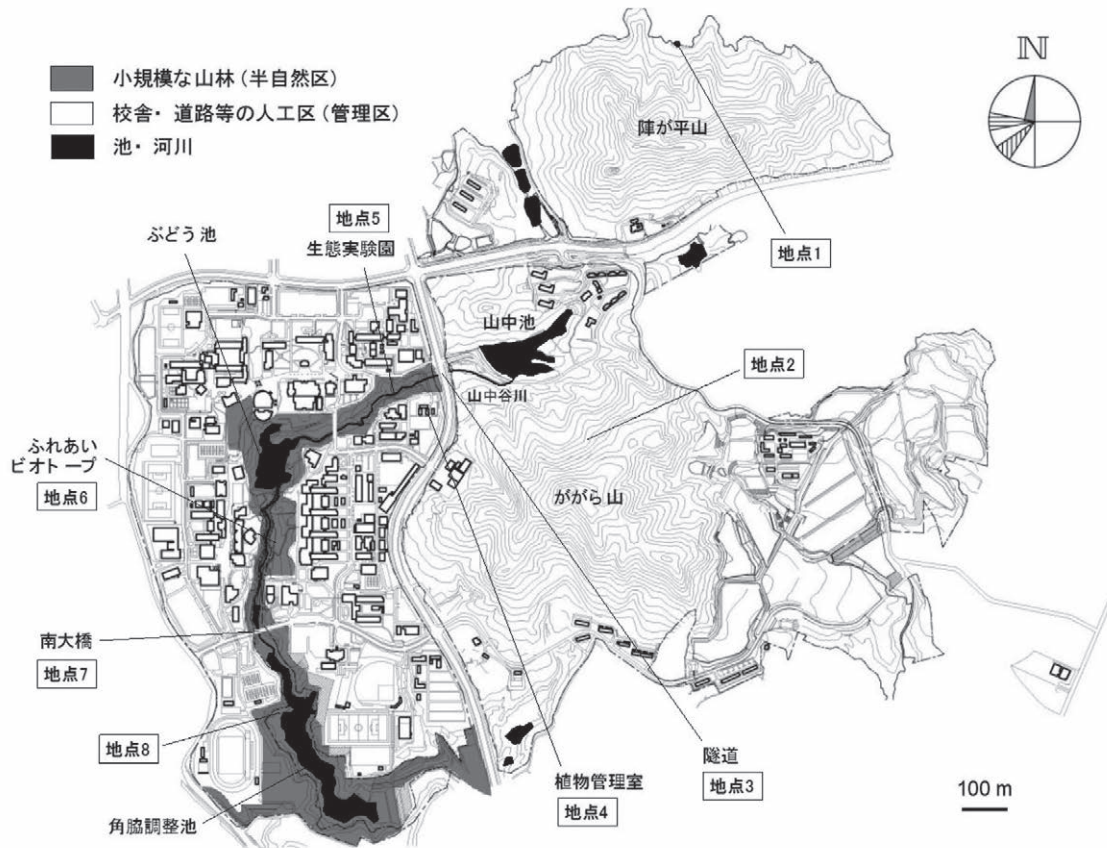 小規模な山林（半自然区）
校舎・道路等の人工区（管理区）
池・河川
N
陣が平山
地点1
地点5
生態実験園
ぶどう池
山中池
山中谷川
地点2
ががら山
ふれあい
ビオトープ
地点6
南大橋
地点7
地点8
角脇調整池
植物管理室
地点4
隧道
地点3
100 m